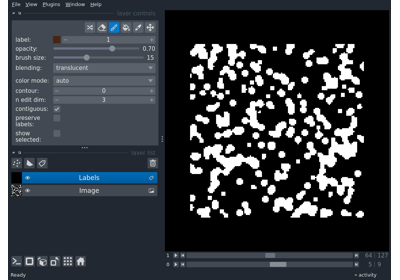 File View Plugins Window Help
layer controls
label: 1
opacity: 0.70
brush size: 15
blending: translucent
color mode: auto
contour: 0
n edit dim: 3
contiguous:
preserve
labels:
show
selected:
layer list
Labels
Image
1 64 127
0 5 9
Ready activity